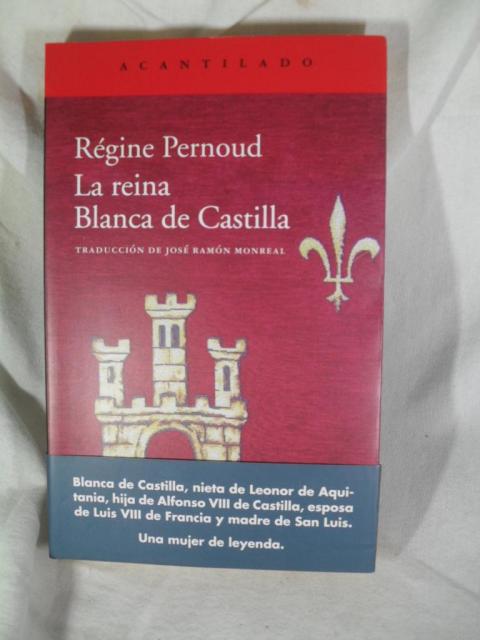 ACANTILADO
Régine Pernoud
La reina
Blanca de Castilla
TRADUCCIÓN DE JOSÉ RAMÓN MONREAL
Blanca de Castilla, nieta de Leonor de Aqui-
tania, hija de Alfonso VIII de Castilla, esposa
de Luis VIII de Francia y madre de San Luis.
Una mujer de leyenda.